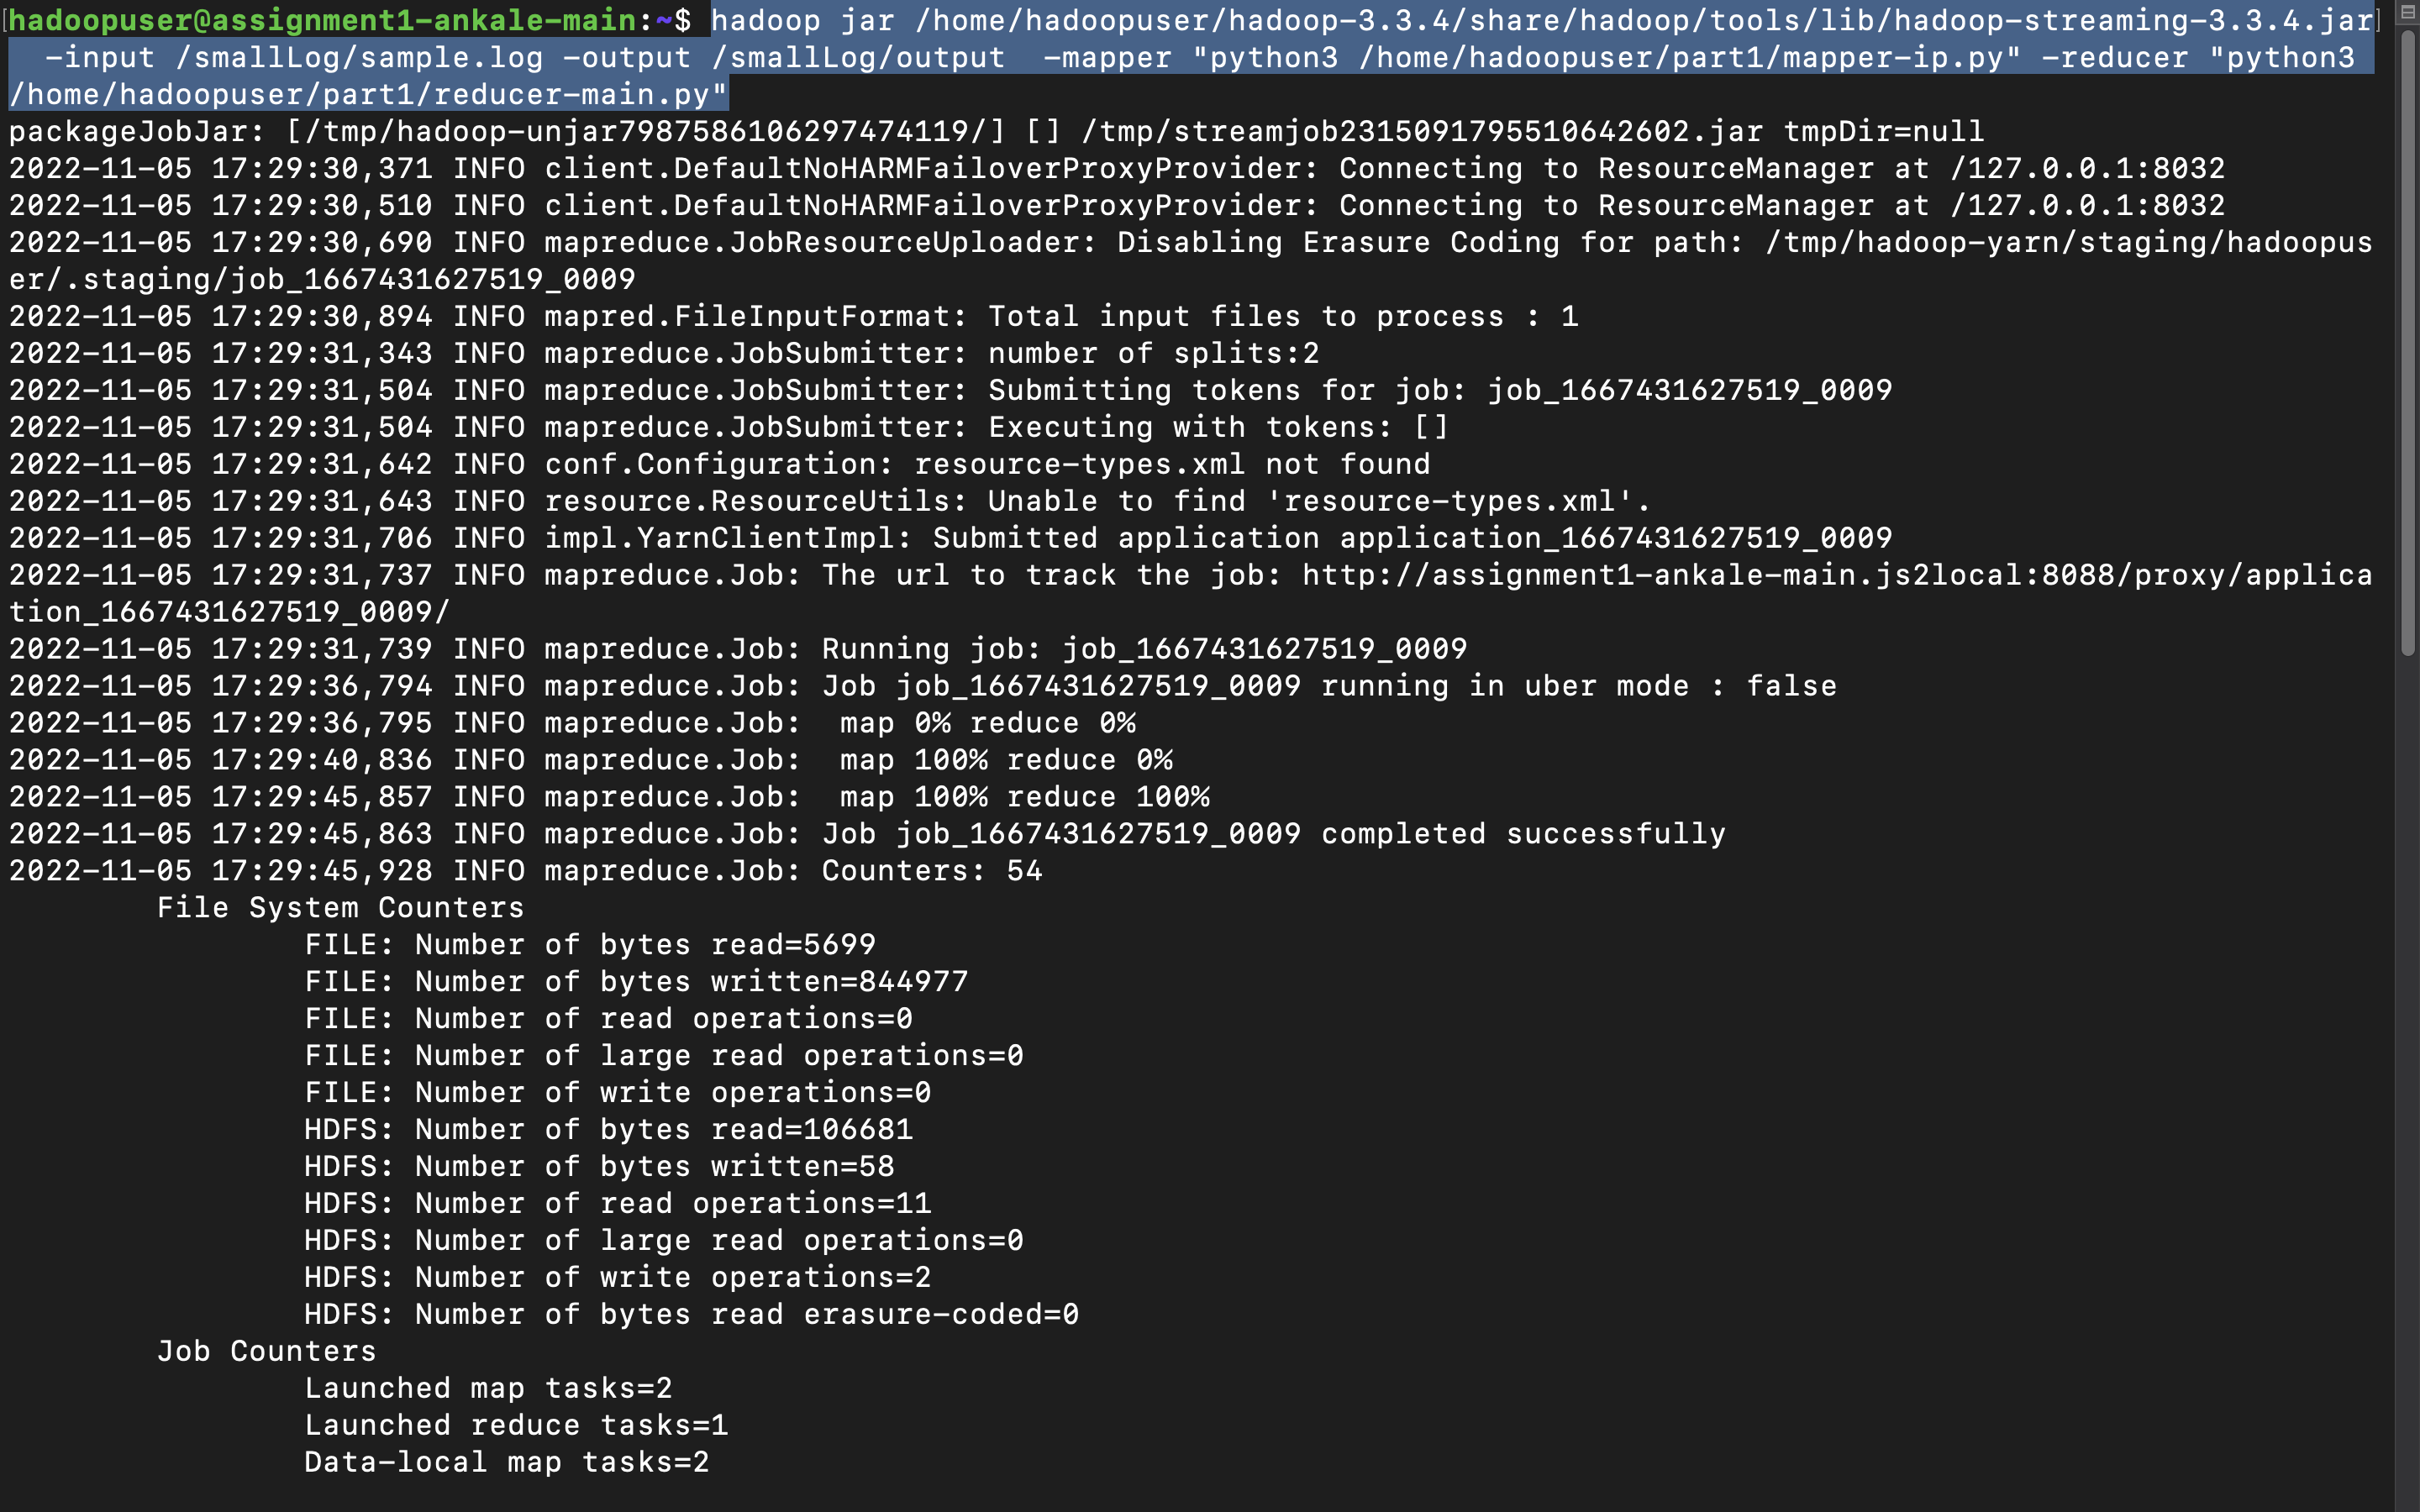 [hadoopuser@assignment1-ankale-main:~$ hadoop jar /home/hadoopuser/hadoop-3.3.4/share/hadoop/tools/lib/hadoop-streaming-3.3.4.jar]
  -input /smallLog/sample.log -output /smallLog/output  -mapper "python3 /home/hadoopuser/part1/mapper-ip.py" -reducer "python3
/home/hadoopuser/part1/reducer-main.py"
packageJobJar: [/tmp/hadoop-unjar7987586106297474119/] [] /tmp/streamjob2315091795510642602.jar tmpDir=null
2022-11-05 17:29:30,371 INFO client.DefaultNoHARMFailoverProxyProvider: Connecting to ResourceManager at /127.0.0.1:8032
2022-11-05 17:29:30,510 INFO client.DefaultNoHARMFailoverProxyProvider: Connecting to ResourceManager at /127.0.0.1:8032
2022-11-05 17:29:30,690 INFO mapreduce.JobResourceUploader: Disabling Erasure Coding for path: /tmp/hadoop-yarn/staging/hadoopus
er/.staging/job_1667431627519_0009
2022-11-05 17:29:30,894 INFO mapred.FileInputFormat: Total input files to process : 1
2022-11-05 17:29:31,343 INFO mapreduce.JobSubmitter: number of splits:2
2022-11-05 17:29:31,504 INFO mapreduce.JobSubmitter: Submitting tokens for job: job_1667431627519_0009
2022-11-05 17:29:31,504 INFO mapreduce.JobSubmitter: Executing with tokens: []
2022-11-05 17:29:31,642 INFO conf.Configuration: resource-types.xml not found
2022-11-05 17:29:31,643 INFO resource.ResourceUtils: Unable to find 'resource-types.xml'.
2022-11-05 17:29:31,706 INFO impl.YarnClientImpl: Submitted application application_1667431627519_0009
2022-11-05 17:29:31,737 INFO mapreduce.Job: The url to track the job: http://assignment1-ankale-main.js2local:8088/proxy/applica
tion_1667431627519_0009/
2022-11-05 17:29:31,739 INFO mapreduce.Job: Running job: job_1667431627519_0009
2022-11-05 17:29:36,794 INFO mapreduce.Job: Job job_1667431627519_0009 running in uber mode : false
2022-11-05 17:29:36,795 INFO mapreduce.Job:  map 0% reduce 0%
2022-11-05 17:29:40,836 INFO mapreduce.Job:  map 100% reduce 0%
2022-11-05 17:29:45,857 INFO mapreduce.Job:  map 100% reduce 100%
2022-11-05 17:29:45,863 INFO mapreduce.Job: Job job_1667431627519_0009 completed successfully
2022-11-05 17:29:45,928 INFO mapreduce.Job: Counters: 54
        File System Counters
                FILE: Number of bytes read=5699
                FILE: Number of bytes written=844977
                FILE: Number of read operations=0
                FILE: Number of large read operations=0
                FILE: Number of write operations=0
                HDFS: Number of bytes read=106681
                HDFS: Number of bytes written=58
                HDFS: Number of read operations=11
                HDFS: Number of large read operations=0
                HDFS: Number of write operations=2
                HDFS: Number of bytes read erasure-coded=0
        Job Counters
                Launched map tasks=2
                Launched reduce tasks=1
                Data-local map tasks=2